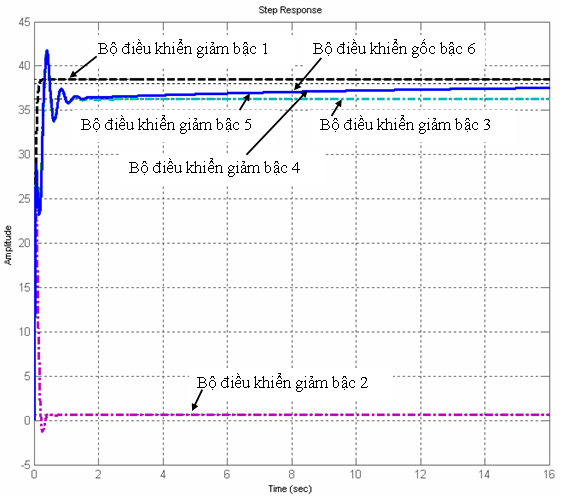 Step Response
45
40
35
30
25
20
15
10
5
0
-5
Amplitude
Bộ điều khiển giảm bậc 1
Bộ điều khiển gốc bậc 6
Bộ điều khiển giảm bậc 5
Bộ điều khiển giảm bậc 3
Bộ điều khiển giảm bậc 4
Bộ điều khiển giảm bậc 2
0 2 4 6 8 10 12 14 16
Time (sec)